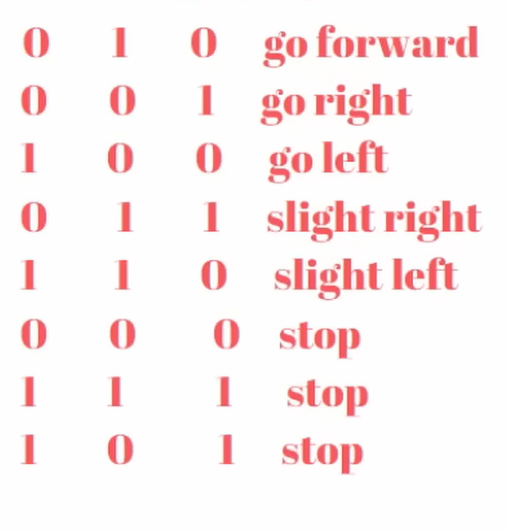 0 1 0 go forward
0 0 1 go right
1 0 0 go left
0 1 1 slight right
1 1 0 slight left
0 0 0 stop
1 1 1 stop
1 0 1 stop